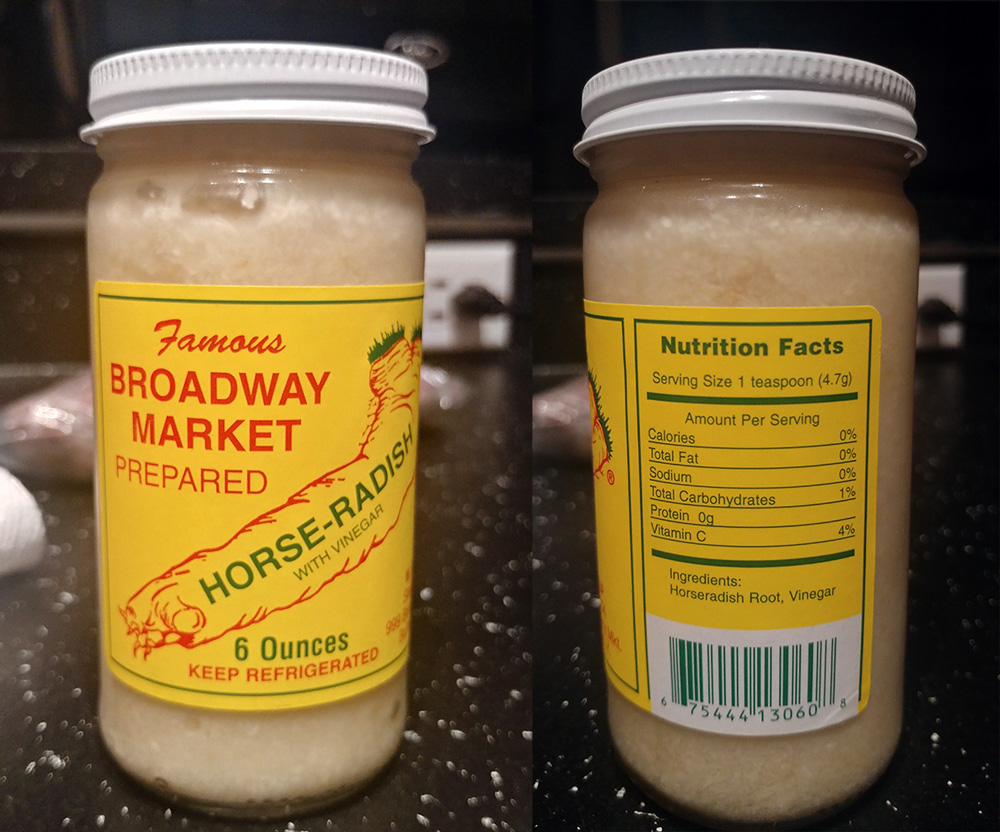 Famous
BROADWAY
MARKET
PREPARED
HORSE-RADISH
WITH VINEGAR
6 Ounces
KEEP REFRIGERATED
Nutrition Facts
Serving Size 1 teaspoon (4.7g)
Amount Per Serving
Calories 0%
Total Fat 0%
Sodium 0%
Total Carbohydrates 1%
Protein 0g
Vitamin C 4%
Ingredients:
Horseradish Root, Vinegar
6 75444 13060 8
®